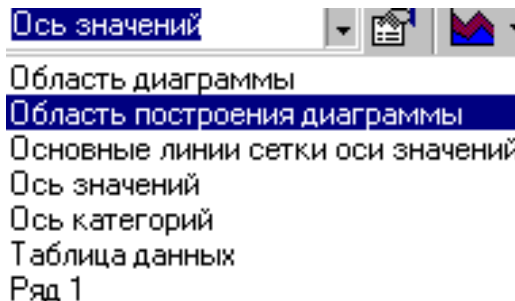 Ось значений
Область диаграммы
Область построения диаграммы
Основные линии сетки оси значений
Ось значений
Ось категорий
Таблица данных
Ряд 1